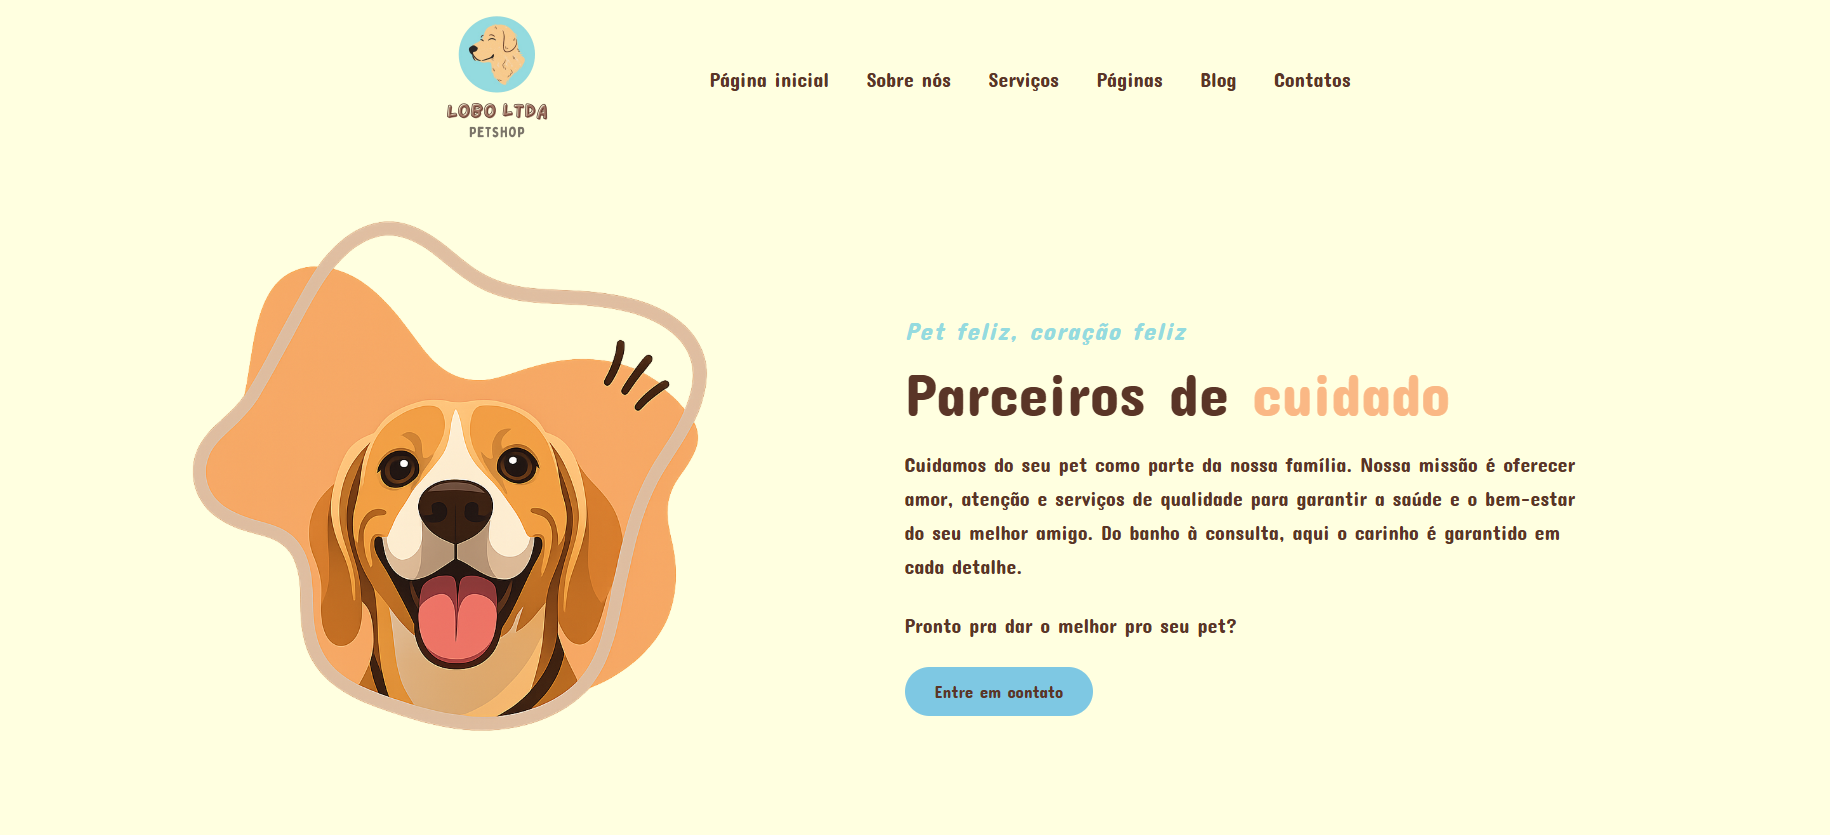 LOBO LTDA
PETSHOP
Página inicial
Sobre nós
Serviços
Páginas
Blog
Contatos
Pet feliz, coração feliz
Parceiros de cuidado
Cuidamos do seu pet como parte da nossa família. Nossa missão é oferecer
amor, atenção e serviços de qualidade para garantir a saúde e o bem-estar
do seu melhor amigo. Do banho à consulta, aqui o carinho é garantido em
cada detalhe.
Pronto pra dar o melhor pro seu pet?
Entre em contato